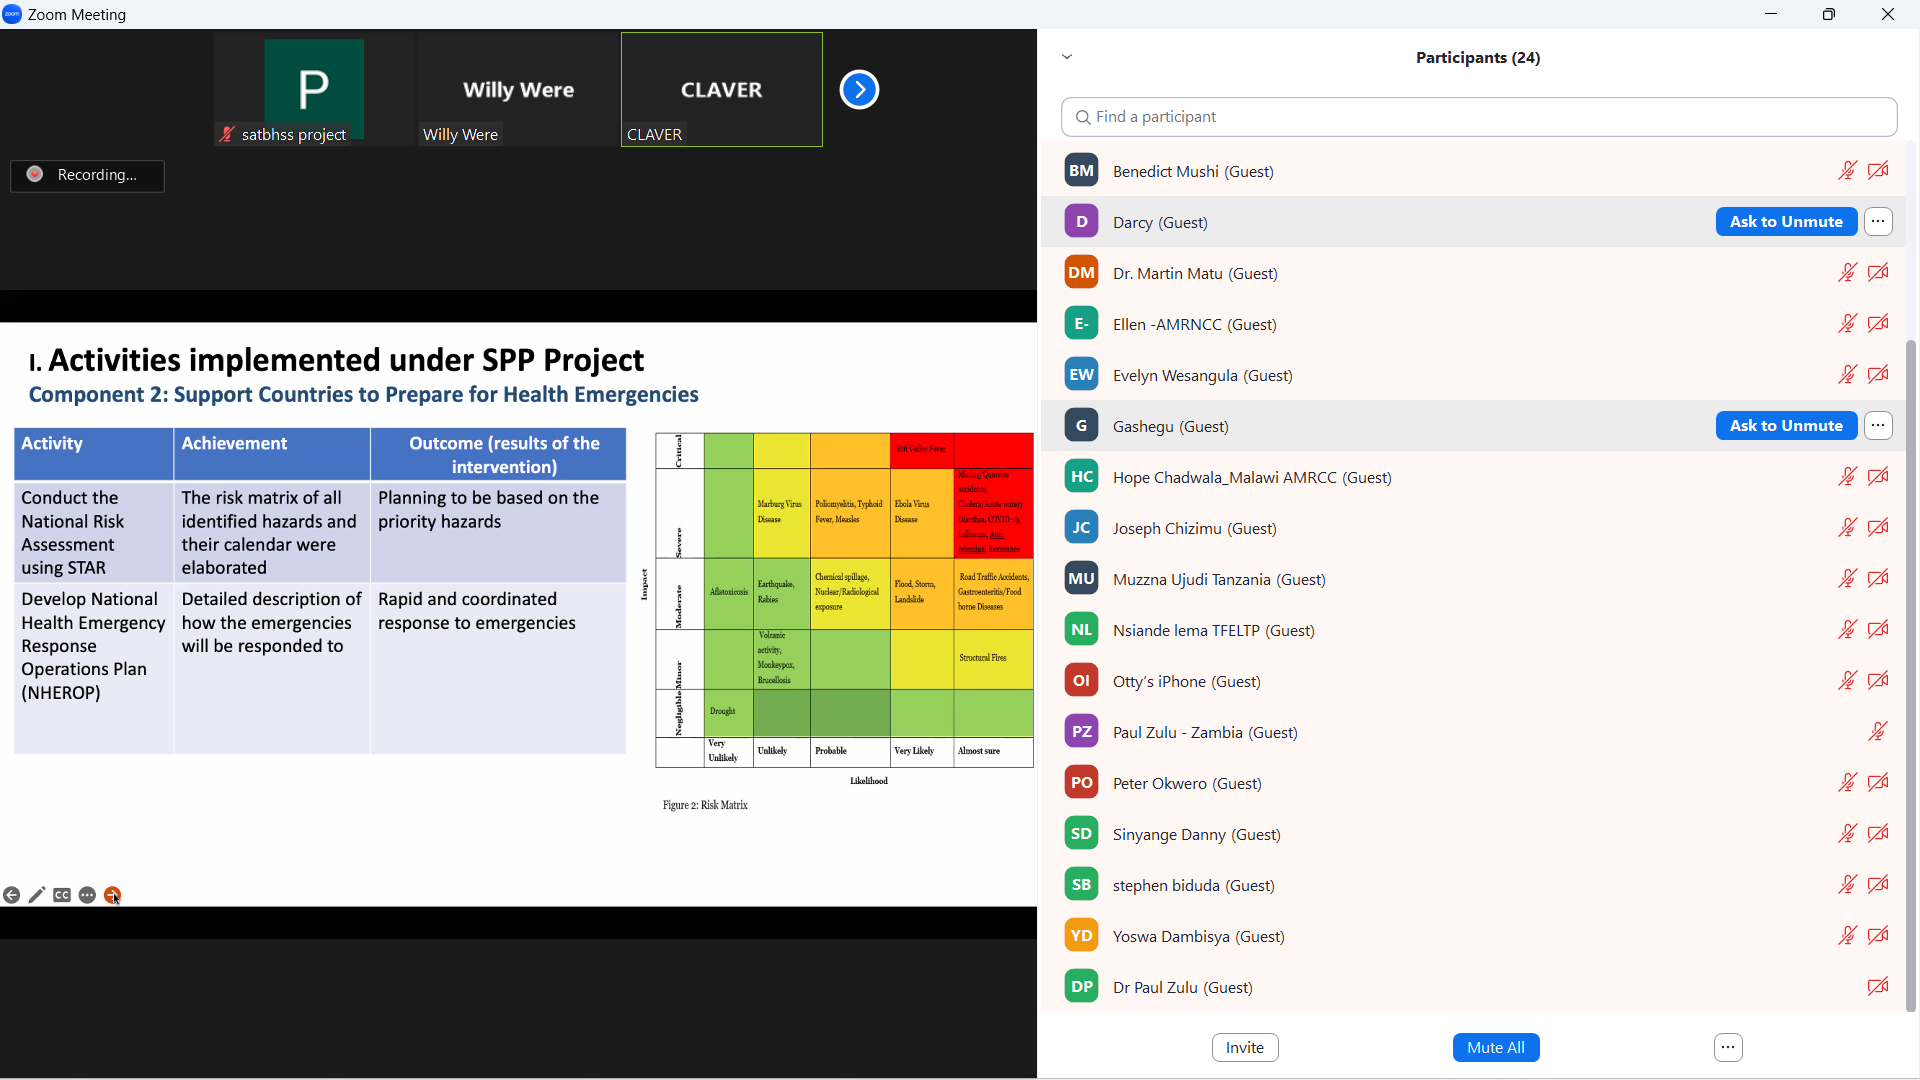 Zoom Meeting
P
satbhss project
Willy Were
Willy Were
CLAVER
CLAVER
Recording...
I. Activities implemented under SPP Project
Component 2: Support Countries to Prepare for Health Emergencies
Activity
Achievement
Outcome (results of the
intervention)
Conduct the
National Risk
Assessment
using STAR
The risk matrix of all
identified hazards and
their calendar were
elaborated
Planning to be based on the
priority hazards
Develop National
Health Emergency
Response
Operations Plan
(NHEROP)
Detailed description of
how the emergencies
will be responded to
Rapid and coordinated
response to emergencies
Impact
Critical
Rift Valley Fever
Severe
Marburg Virus
Disease
Poliomyelitis, Typhoid
Fever, Measles
Ebola Virus
Disease
Mining/Quarries
accidents,
Cholera/Acute watery
Diarrhea, COVID-19,
Influenza, Anti-
microbial Resistance
Moderate
Aflatoxicosis
Earthquake,
Rabies
Chemical spillage,
Nuclear/Radiological
exposure
Flood, Storm,
Landslide
Road Traffic Accidents,
Gastroenteritis/Food
borne Diseases
Minor
Volcanic
activity,
Monkeypox,
Brucellosis
Structural Fires
Negligible
Drought
Very
Unlikely
Unlikely
Probable
Very Likely
Almost sure
Likelihood
Figure 2: Risk Matrix
CC
Participants (24)
Find a participant
BM Benedict Mushi (Guest)
D Darcy (Guest) Ask to Unmute
DM Dr. Martin Matu (Guest)
E- Ellen -AMRNCC (Guest)
EW Evelyn Wesangula (Guest)
G Gashegu (Guest) Ask to Unmute
HC Hope Chadwala_Malawi AMRCC (Guest)
JC Joseph Chizimu (Guest)
MU Muzzna Ujudi Tanzania (Guest)
NL Nsiande lema TFELTP (Guest)
OI Otty's iPhone (Guest)
PZ Paul Zulu - Zambia (Guest)
PO Peter Okwero (Guest)
SD Sinyange Danny (Guest)
SB stephen biduda (Guest)
YD Yoswa Dambisya (Guest)
DP Dr Paul Zulu (Guest)
Invite
Mute All